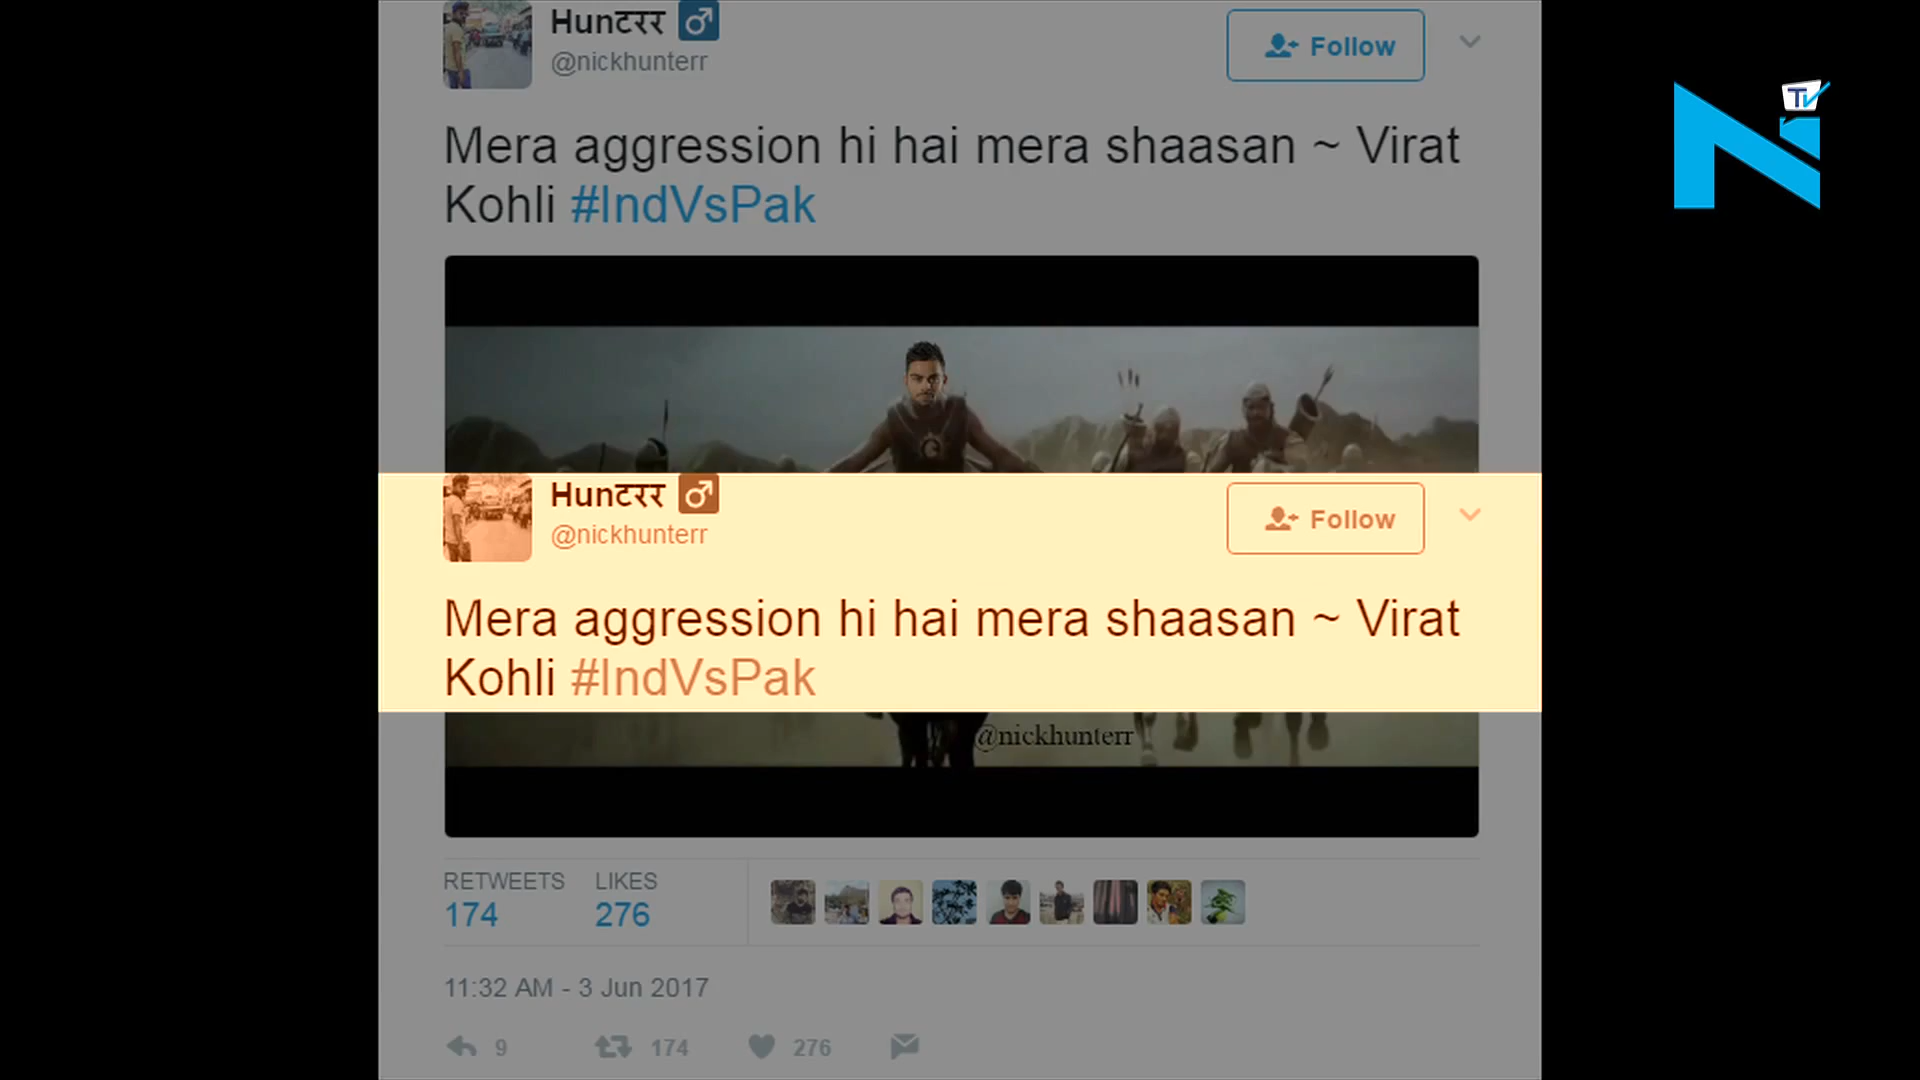 Hunटरर
@nickhunterr
Follow
Mera aggression hi hai mera shaasan ~ Virat
Kohli #IndVsPak
Hunटरर
@nickhunterr
Follow
Mera aggression hi hai mera shaasan ~ Virat
Kohli #IndVsPak
@nickhunterr
RETWEETS LIKES
174 276
11:32 AM - 3 Jun 2017
9 174 276
TV